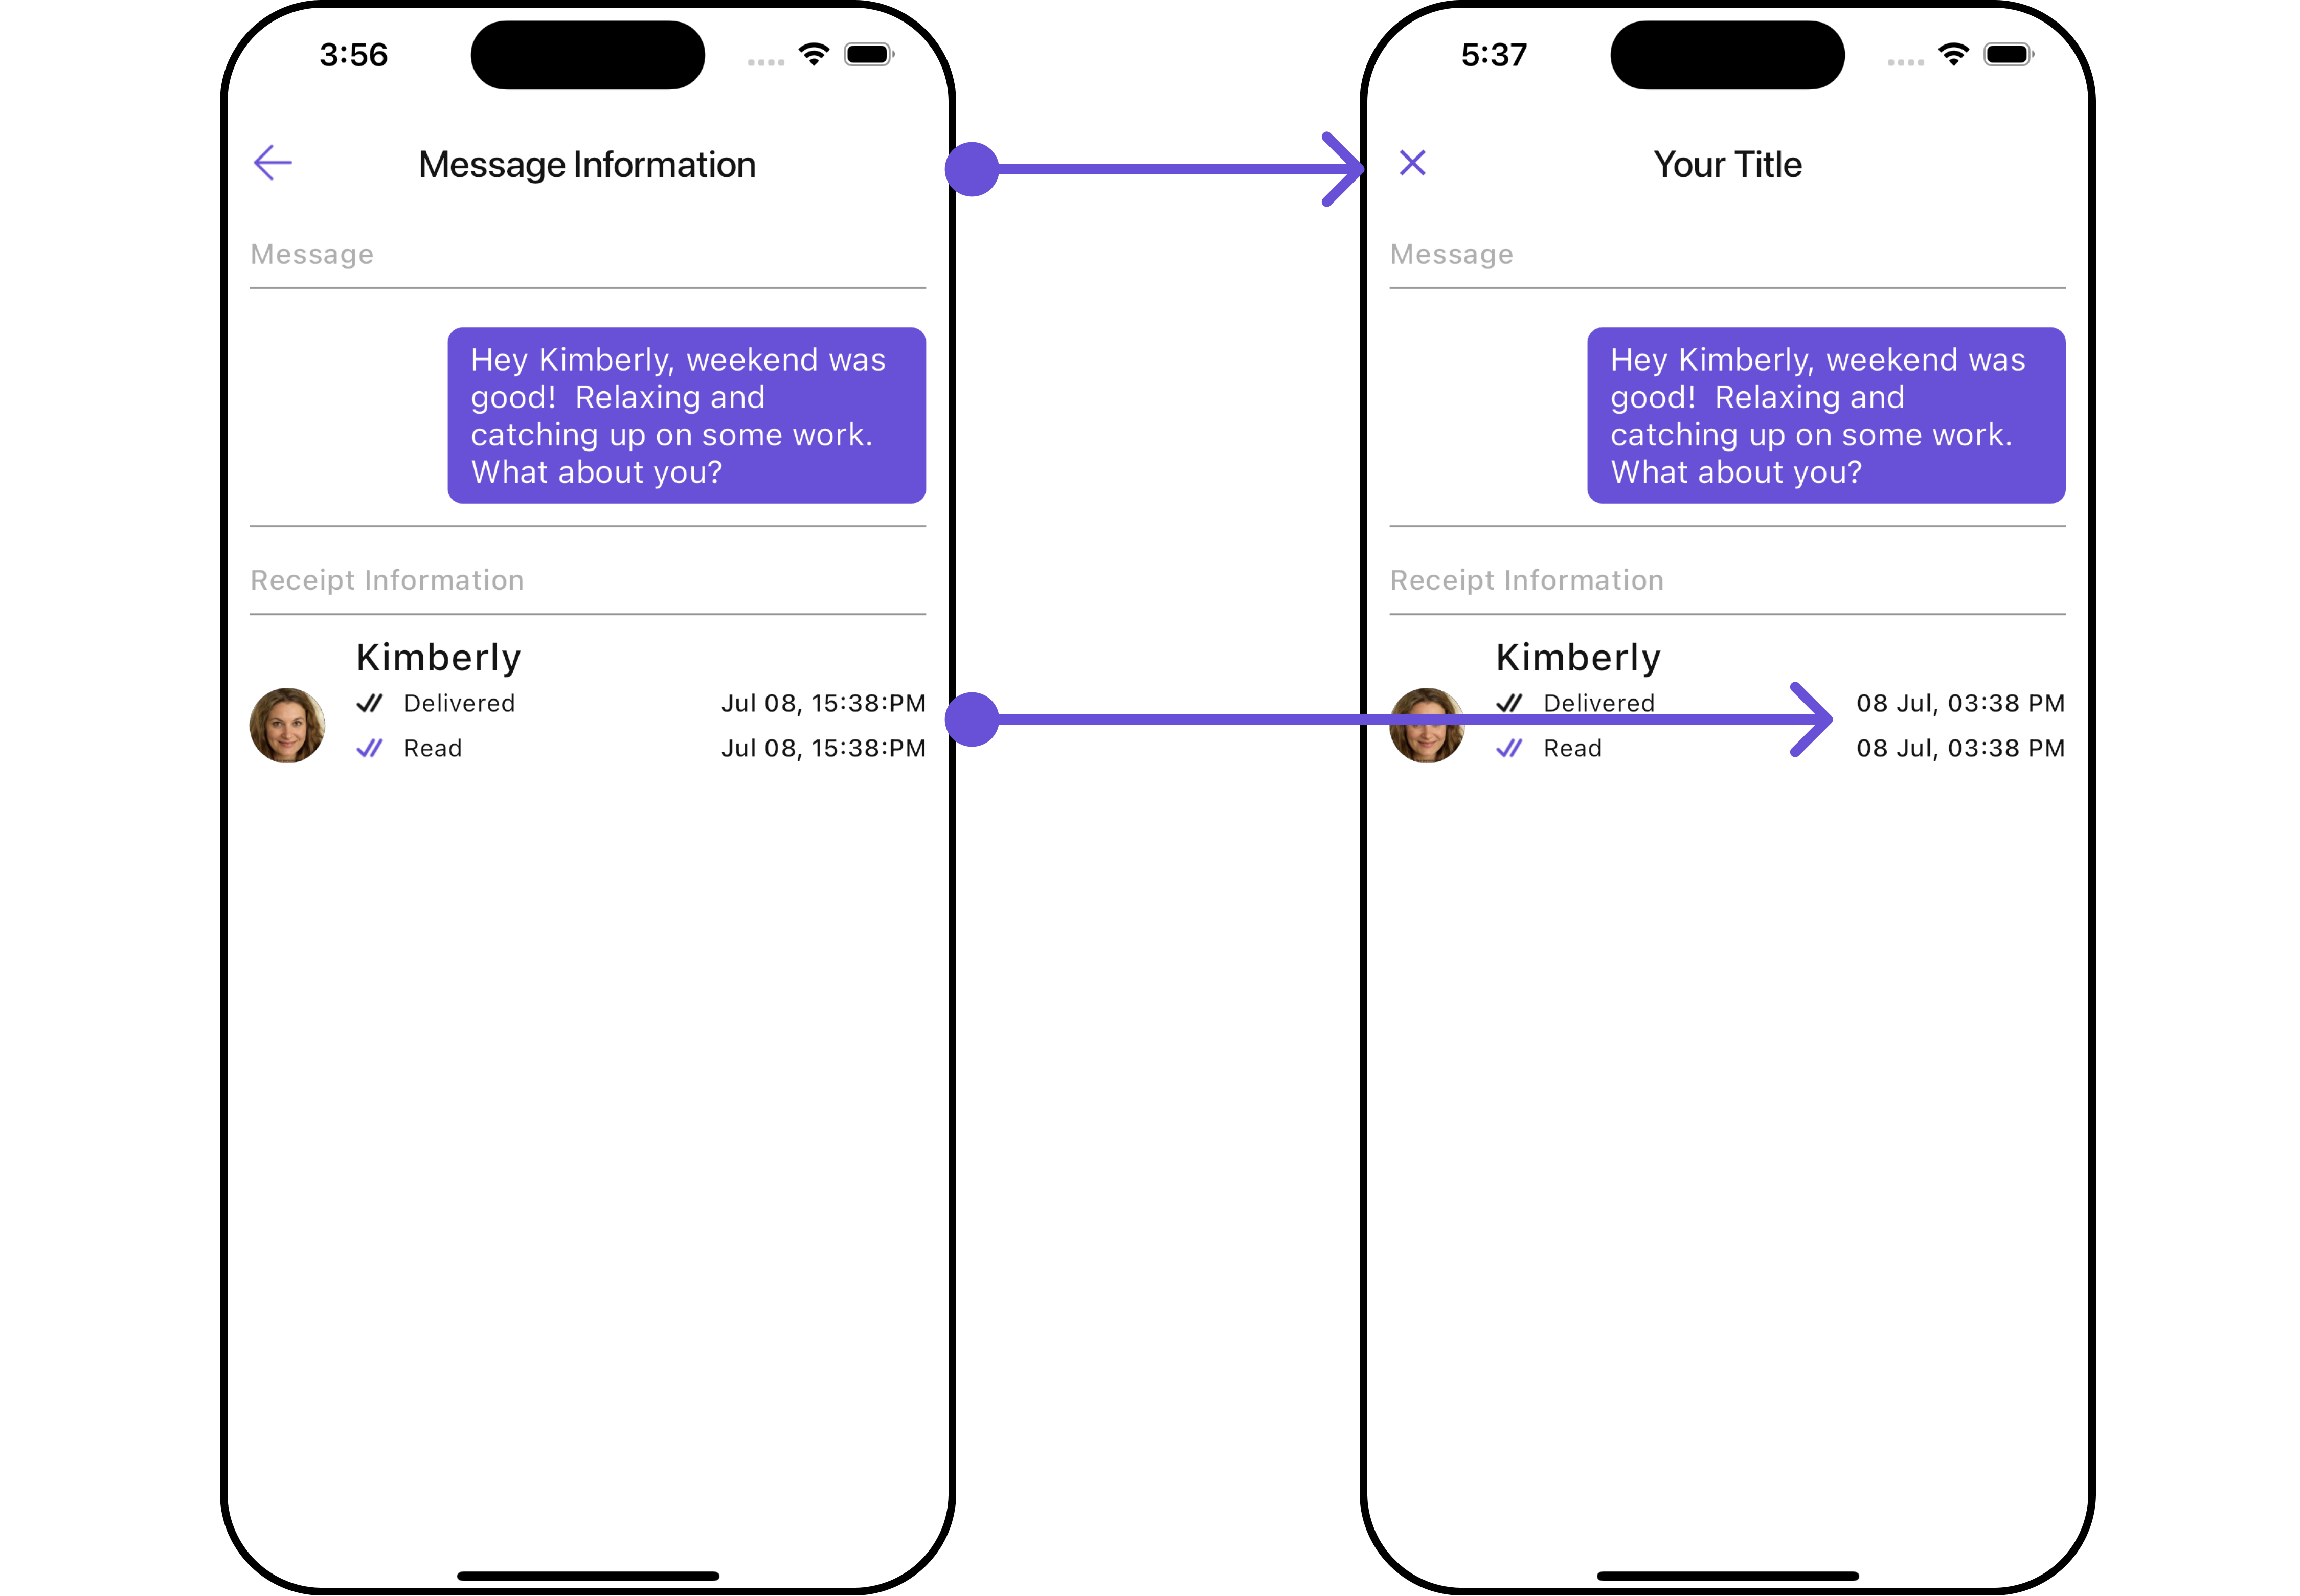 3:56
Message Information
Message
Hey Kimberly, weekend was
good!  Relaxing and
catching up on some work.
What about you?
Receipt Information
Kimberly
Delivered Jul 08, 15:38:PM
Read Jul 08, 15:38:PM
5:37
Your Title
Message
Hey Kimberly, weekend was
good!  Relaxing and
catching up on some work.
What about you?
Receipt Information
Kimberly
Delivered 08 Jul, 03:38 PM
Read 08 Jul, 03:38 PM